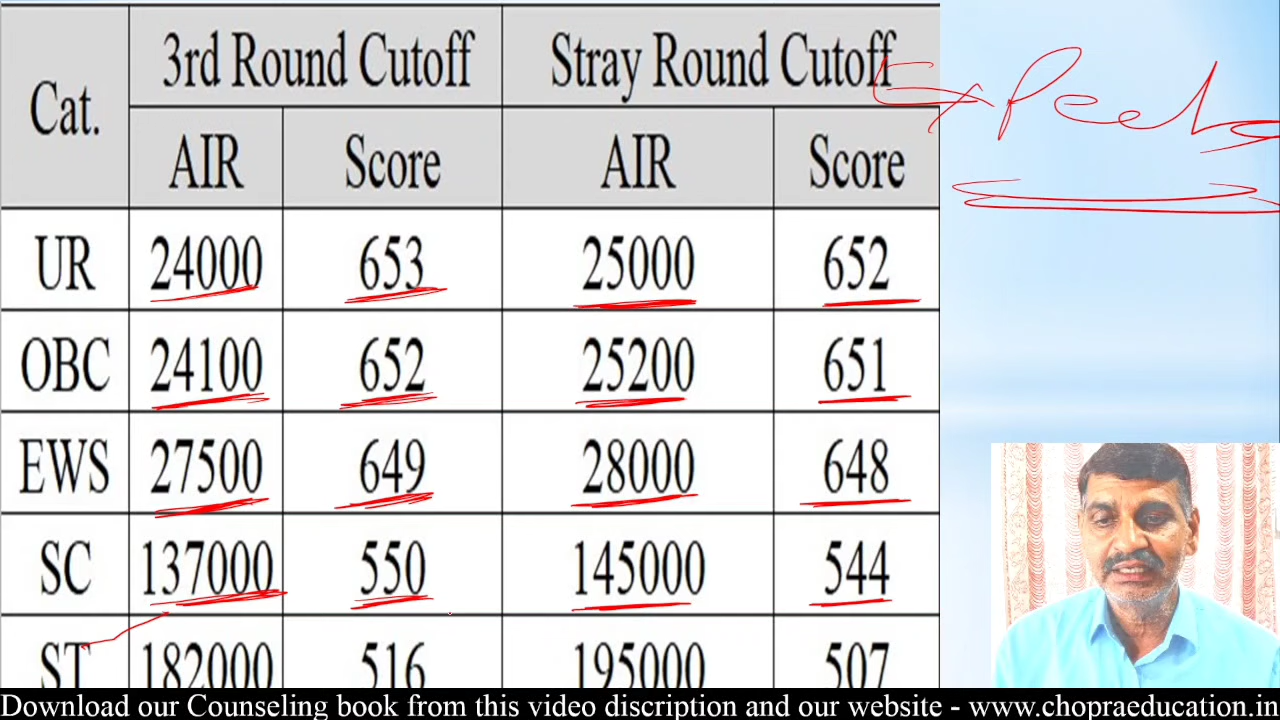 Cat. 3rd Round Cutoff Stray Round Cutoff
AIR Score AIR Score
UR 24000 653 25000 652
OBC 24100 652 25200 651
EWS 27500 649 28000 648
SC 137000 550 145000 544
ST 182000 516 195000 507
Download our Counseling book from this video discription and our website - www.chopraeducation.in